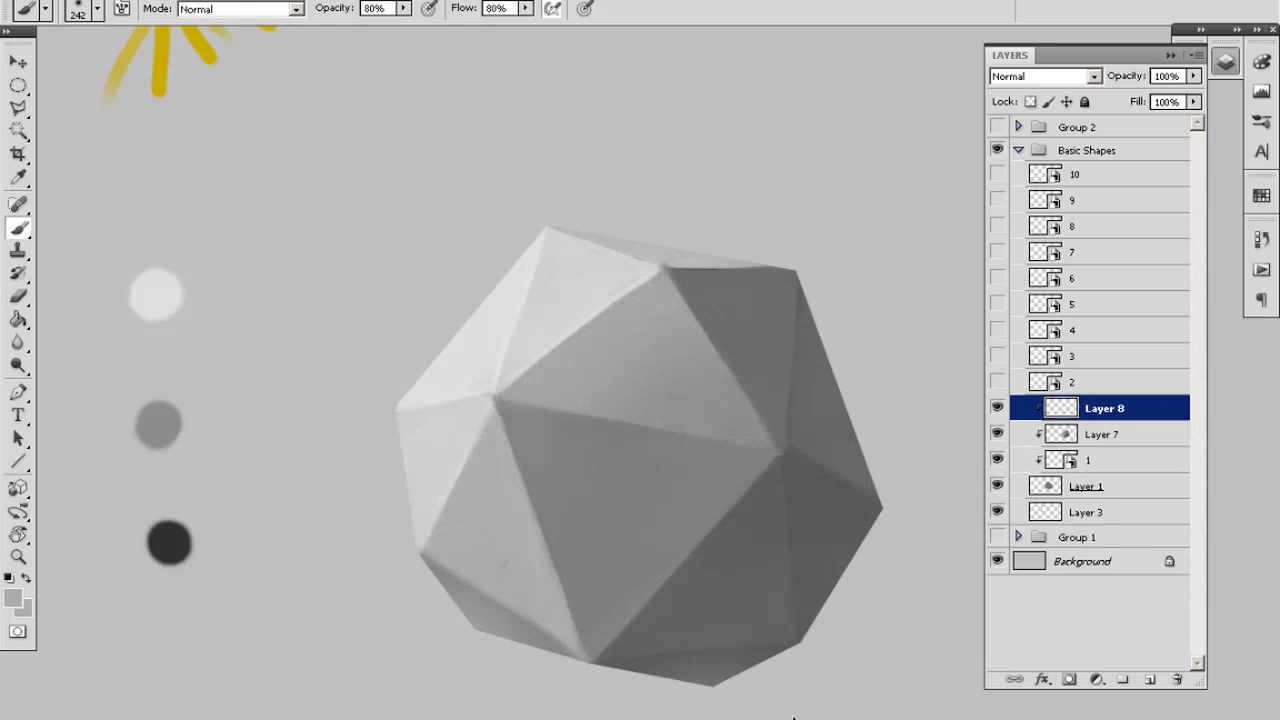 242 Mode: Normal Opacity: 80% Flow: 80%
LAYERS
Normal Opacity: 100%
Lock: Fill: 100%
Group 2
Basic Shapes
10
9
8
7
6
5
4
3
2
Layer 8
Layer 7
1
Layer 1
Layer 3
Group 1
Background